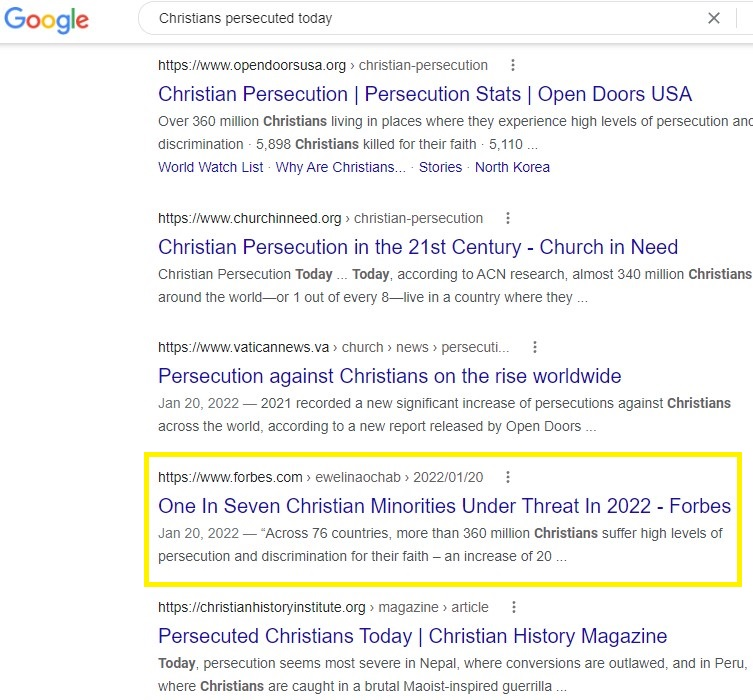 Google
Christians persecuted today
https://www.opendoorsusa.org › christian-persecution
Christian Persecution | Persecution Stats | Open Doors USA
Over 360 million Christians living in places where they experience high levels of persecution and
discrimination · 5,898 Christians killed for their faith · 5,110 ...
World Watch List · Why Are Christians... · Stories · North Korea
https://www.churchinneed.org › christian-persecution
Christian Persecution in the 21st Century - Church in Need
Christian Persecution Today ... Today, according to ACN research, almost 340 million Christians
around the world—or 1 out of every 8—live in a country where they ...
https://www.vaticannews.va › church › news › persecuti...
Persecution against Christians on the rise worldwide
Jan 20, 2022 — 2021 recorded a new significant increase of persecutions against Christians
across the world, according to a new report released by Open Doors ...
https://www.forbes.com › ewelinaochab › 2022/01/20
One In Seven Christian Minorities Under Threat In 2022 - Forbes
Jan 20, 2022 — “Across 76 countries, more than 360 million Christians suffer high levels of
persecution and discrimination for their faith – an increase of 20 ...
https://christianhistoryinstitute.org › magazine › article
Persecuted Christians Today | Christian History Magazine
Today, persecution seems most severe in Nepal, where conversions are outlawed, and in Peru,
where Christians are caught in a brutal Maoist-inspired guerrilla ...